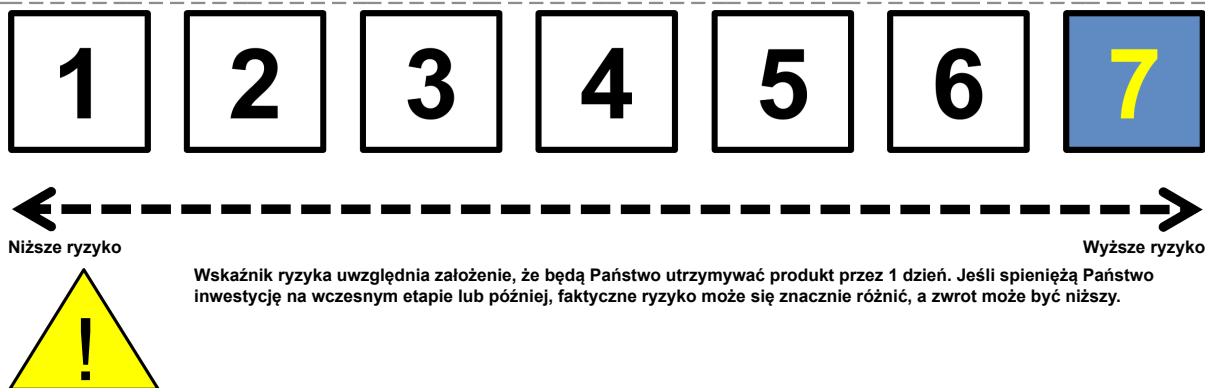 1 2 3 4 5 6 7
Niższe ryzyko Wyższe ryzyko
Wskaźnik ryzyka uwzględnia założenie, że będą Państwo utrzymywać produkt przez 1 dzień. Jeśli spieniężą Państwo
inwestycję na wczesnym etapie lub później, faktyczne ryzyko może się znacznie różnić, a zwrot może być niższy.
!